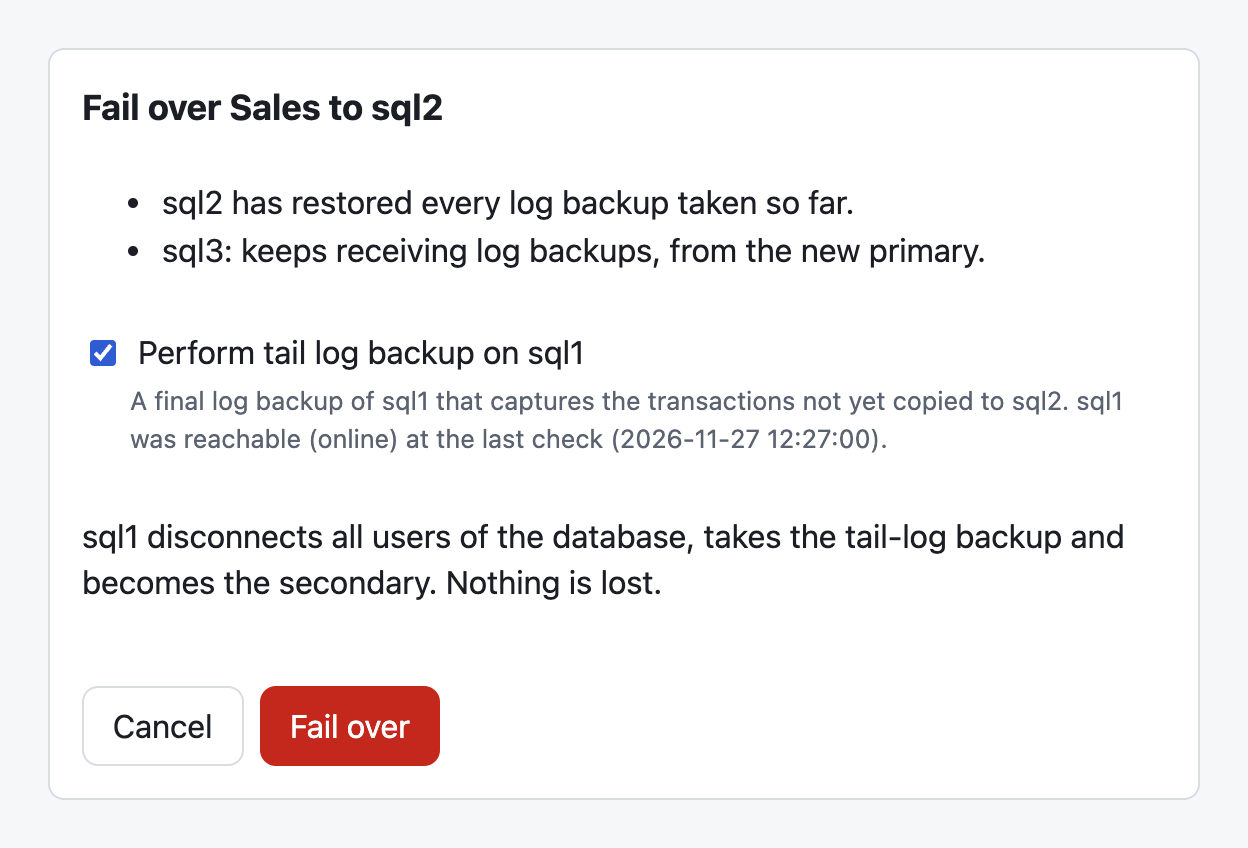 Fail over Sales to sql2
• sql2 has restored every log backup taken so far.
• sql3: keeps receiving log backups, from the new primary.
Perform tail log backup on sql1
A final log backup of sql1 that captures the transactions not yet copied to sql2. sql1
was reachable (online) at the last check (2026-11-27 12:27:00).
sql1 disconnects all users of the database, takes the tail-log backup and
becomes the secondary. Nothing is lost.
Cancel
Fail over